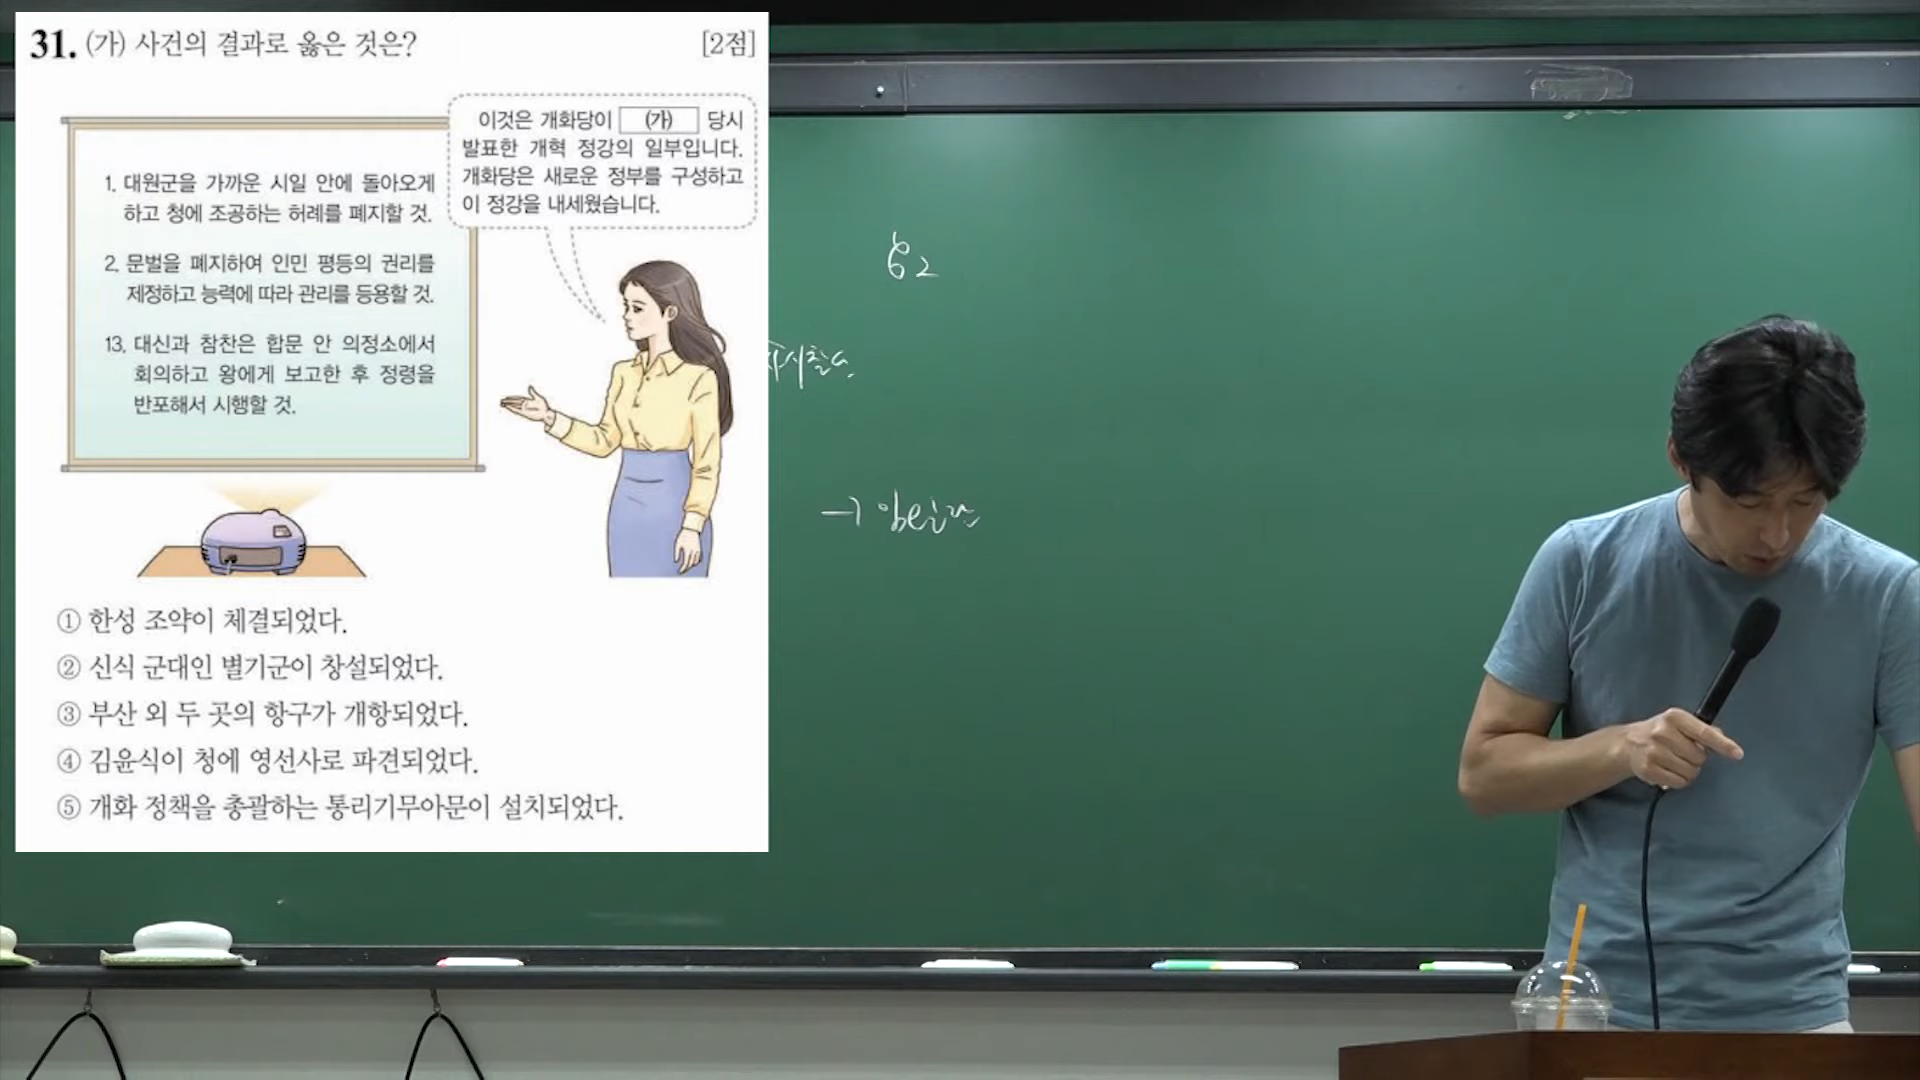 31. (가) 사건의 결과로 옳은 것은? [2점]
이것은 개화당이 (가) 당시
발표한 개혁 정강의 일부입니다.
개화당은 새로운 정부를 구성하고
이 정강을 내세웠습니다.
1. 대원군을 가까운 시일 안에 돌아오게
하고 청에 조공하는 허례를 폐지할 것.
2. 문벌을 폐지하여 인민 평등의 권리를
제정하고 능력에 따라 관리를 등용할 것.
13. 대신과 참찬은 합문 안 의정소에서
회의하고 왕에게 보고한 후 정령을
반포해서 시행할 것.
① 한성 조약이 체결되었다.
② 신식 군대인 별기군이 창설되었다.
③ 부산 외 두 곳의 항구가 개항되었다.
④ 김윤식이 청에 영선사로 파견되었다.
⑤ 개화 정책을 총괄하는 통리기무아문이 설치되었다.